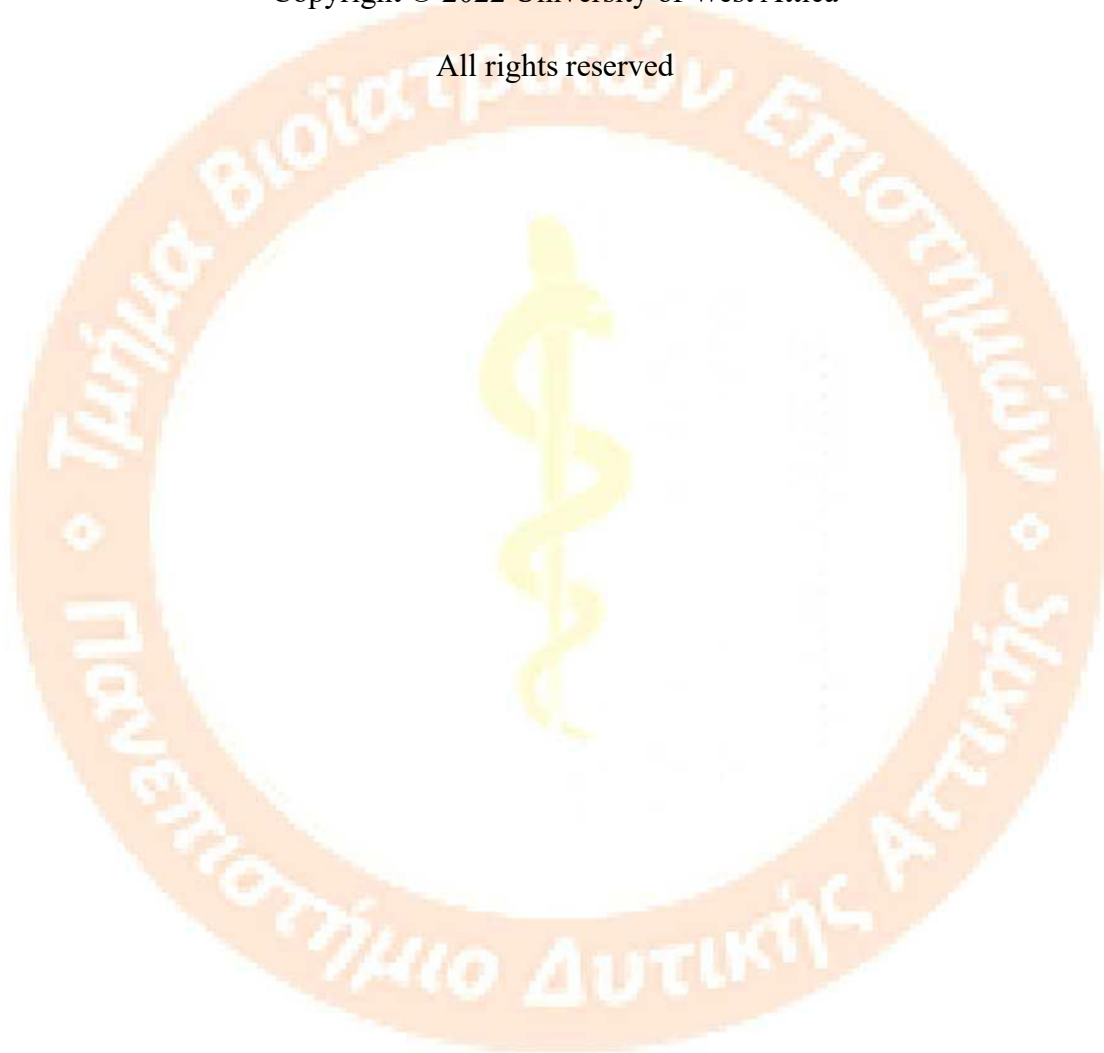 Copyright © 2022 University of West Attica
All rights reserved
Τμήμα Βιοϊατρικών Επιστημών
Πανεπιστήμιο Δυτικής Αττικής